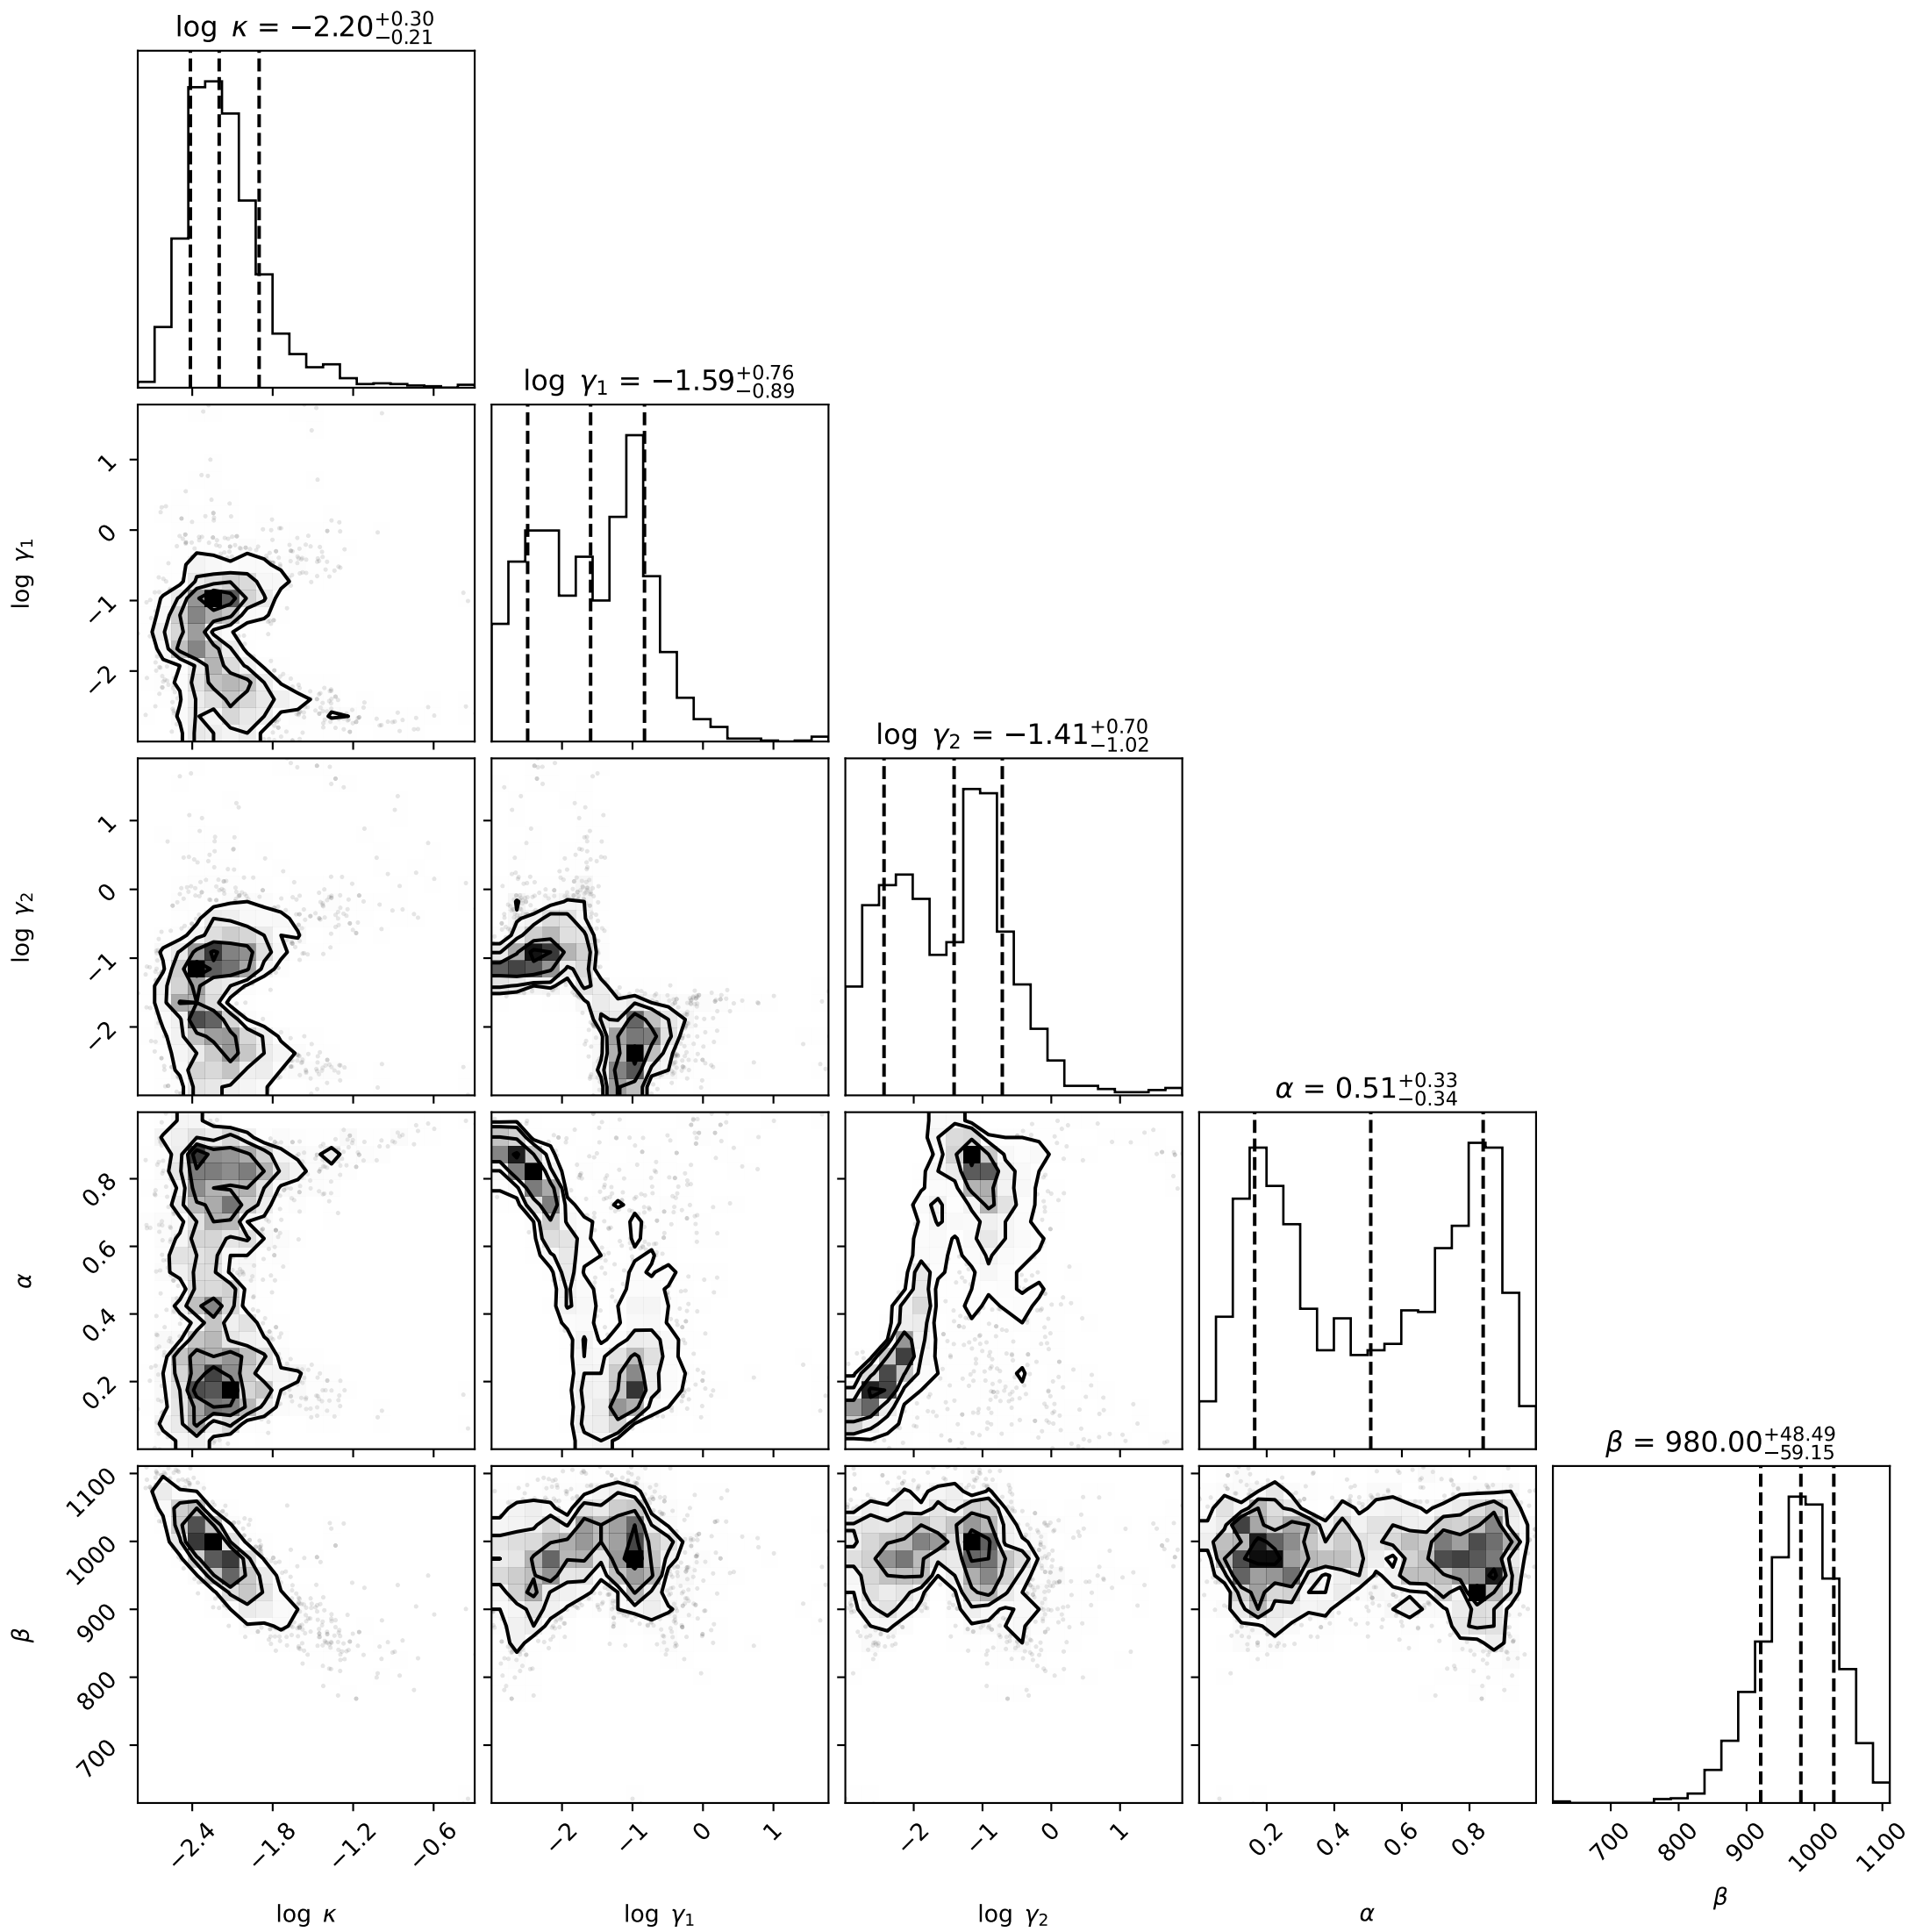 log κ = −2.20 +0.30 −0.21
log γ₁ = −1.59 +0.76 −0.89
log γ₁
1
0
−1
−2
log γ₂ = −1.41 +0.70 −1.02
log γ₂
1
0
−1
−2
α = 0.51 +0.33 −0.34
α
0.8
0.6
0.4
0.2
β = 980.00 +48.49 −59.15
β
1100
1000
900
800
700
−2.4 −1.8 −1.2 −0.6
−2 −1 0 1
−2 −1 0 1
0.2 0.4 0.6 0.8
700 800 900 1000 1100
log κ
log γ₁
log γ₂
α
β